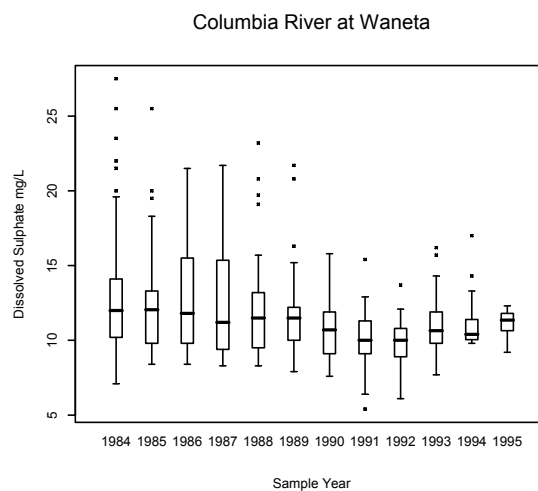 Columbia River at Waneta
Dissolved Sulphate mg/L
25
20
15
10
5
1984 1985 1986 1987 1988 1989 1990 1991 1992 1993 1994 1995
Sample Year